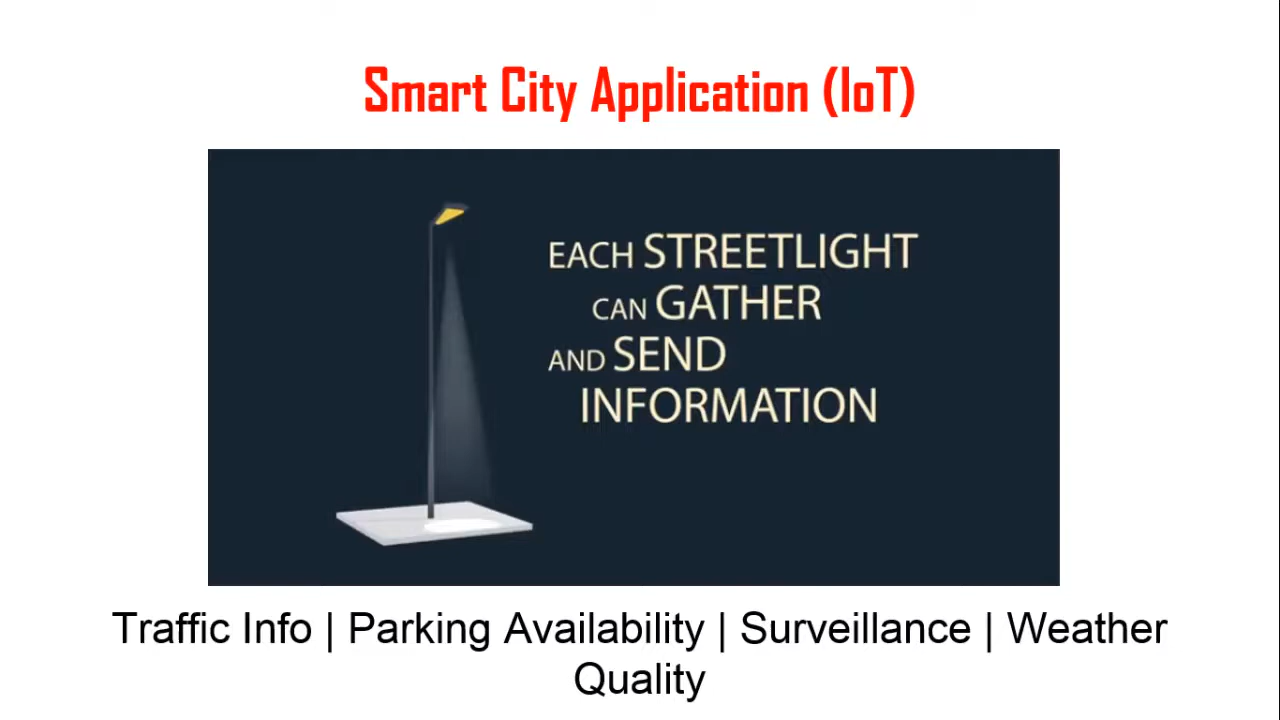 Smart City Application (IoT)
EACH STREETLIGHT
CAN GATHER
AND SEND
INFORMATION
Traffic Info | Parking Availability | Surveillance | Weather
Quality